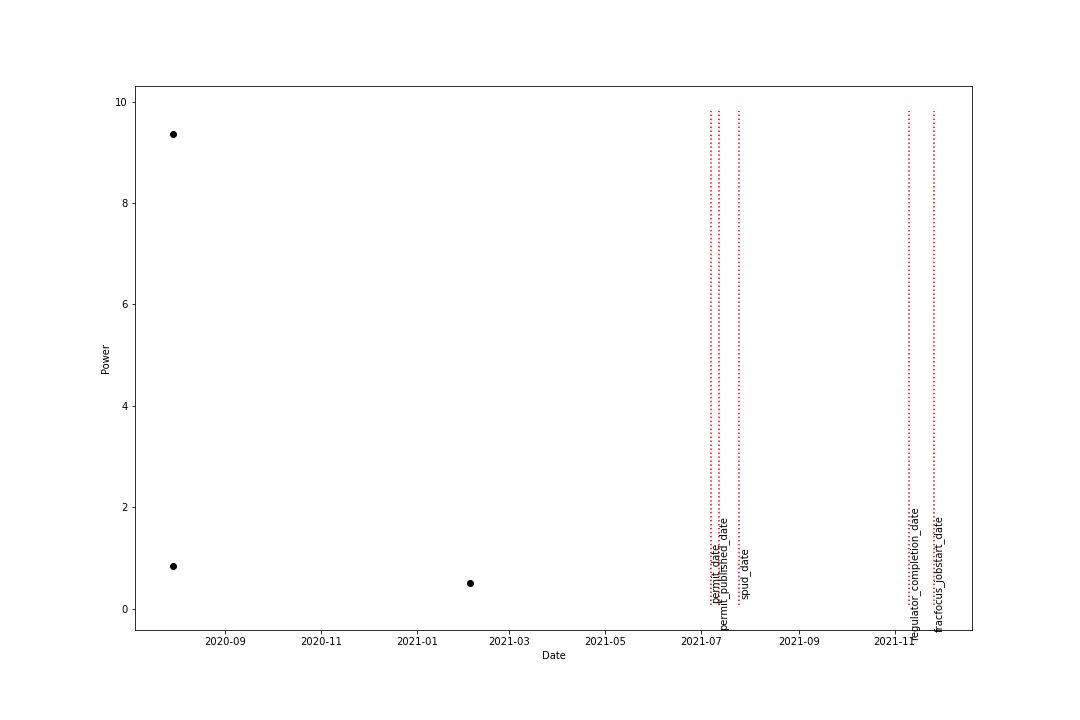 10
8
6
4
2
0
Power
permit_date
permit_published_date
spud_date
regulator_completion_date
fracfocus_jobstart_date
2020-09
2020-11
2021-01
2021-03
2021-05
2021-07
2021-09
2021-11
Date